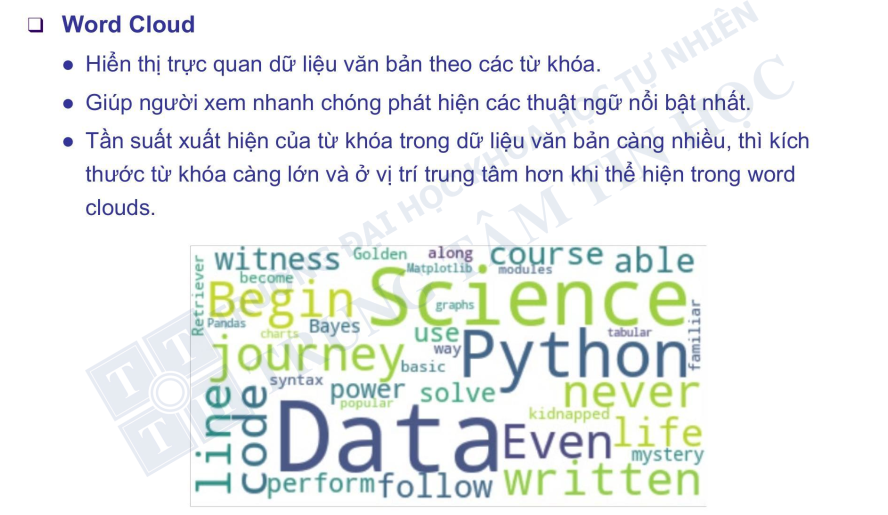 ❑ Word Cloud
● Hiển thị trực quan dữ liệu văn bản theo các từ khóa.
● Giúp người xem nhanh chóng phát hiện các thuật ngữ nổi bật nhất.
● Tần suất xuất hiện của từ khóa trong dữ liệu văn bản càng nhiều, thì kích
thước từ khóa càng lớn và ở vị trí trung tâm hơn khi thể hiện trong word
clouds.
TRƯỜNG ĐẠI HỌC KHOA HỌC TỰ NHIÊN
TRUNG TÂM TIN HỌC
T T
T T
witness
Golden
along
course
able
Retriever
become
Matplotlib
modules
Begin
Science
graphs
Pandas
charts
Bayes
use
tabular
familiar
journey
way
Python
basic
syntax
line
code
power
popular
solve
never
kidnapped
Data
Even
life
mystery
perform
follow
written